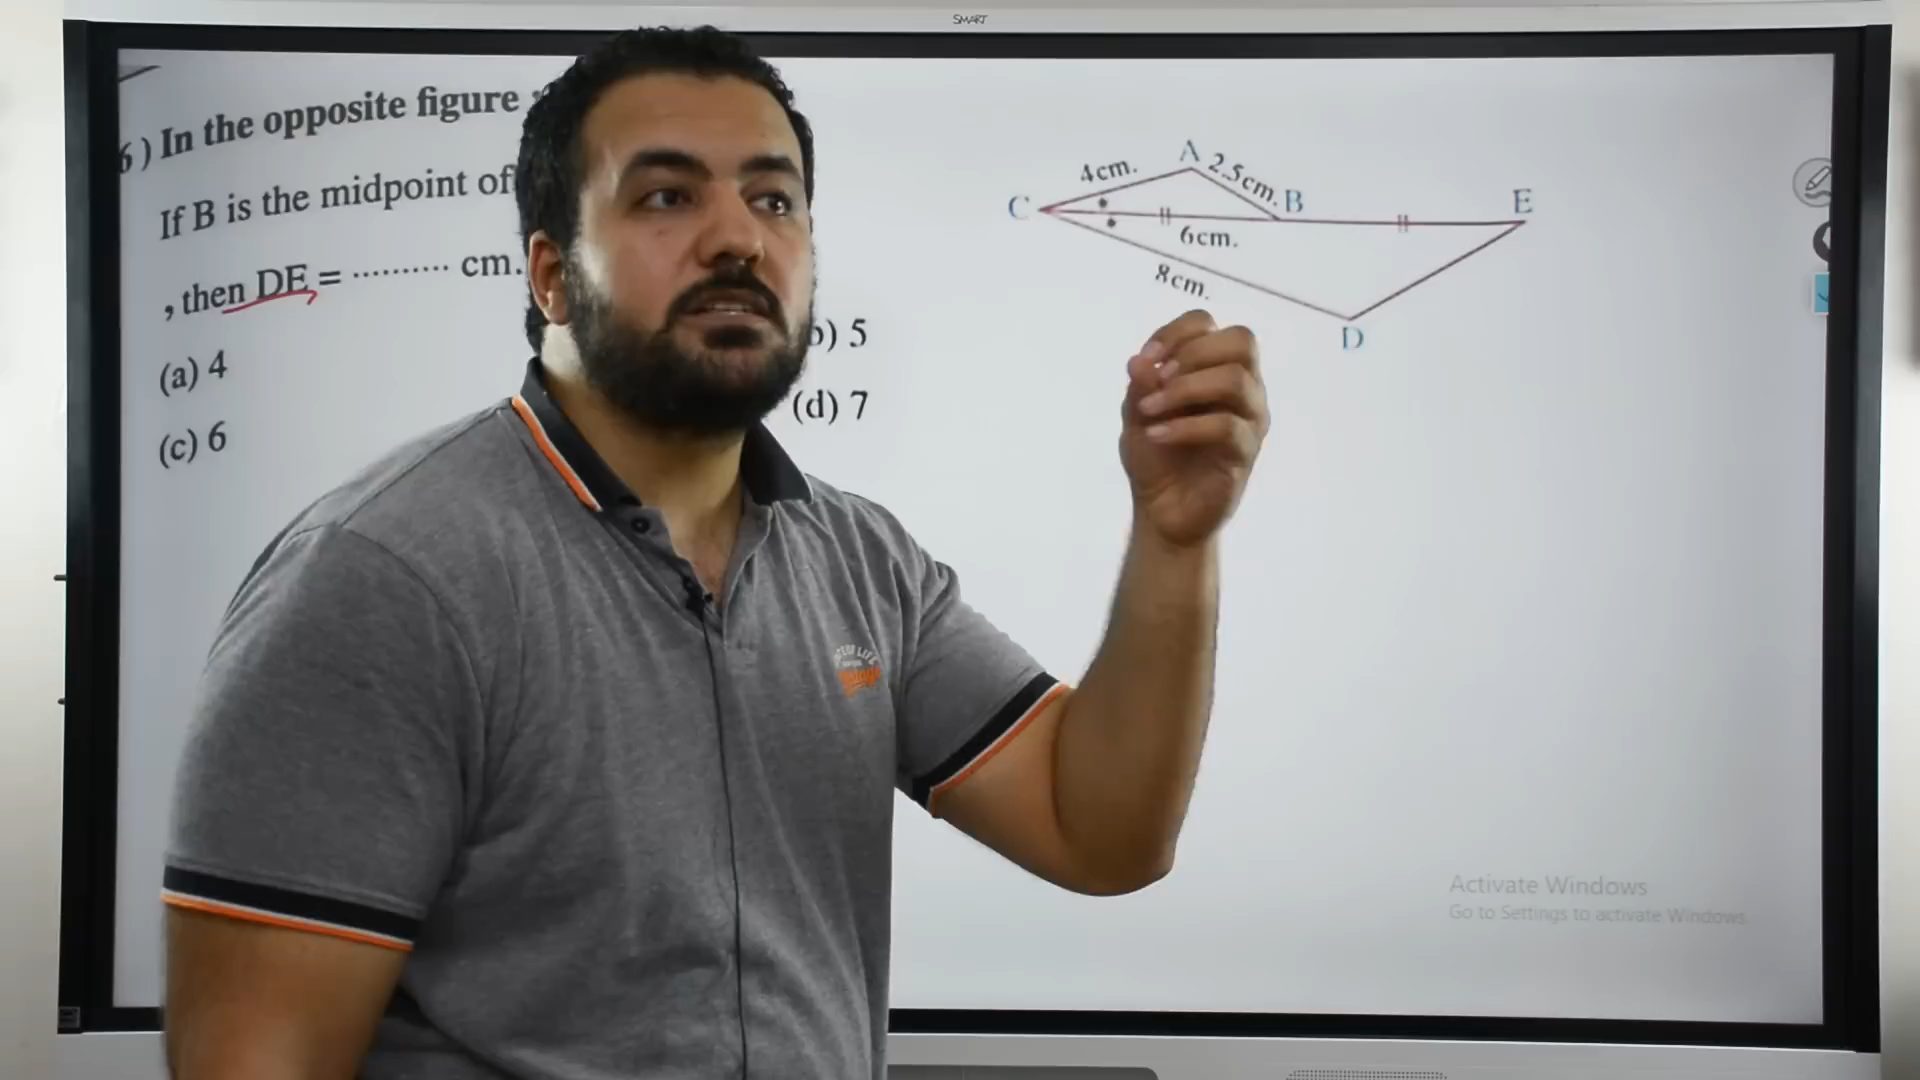 SMART
6 ) In the opposite figure :
If B is the midpoint of
, then DE = .......... cm.
(a) 4
b) 5
(c) 6
(d) 7
A
4cm.
2.5cm.
C
B
E
6cm.
8cm.
D
Activate Windows
Go to Settings to activate Windows.